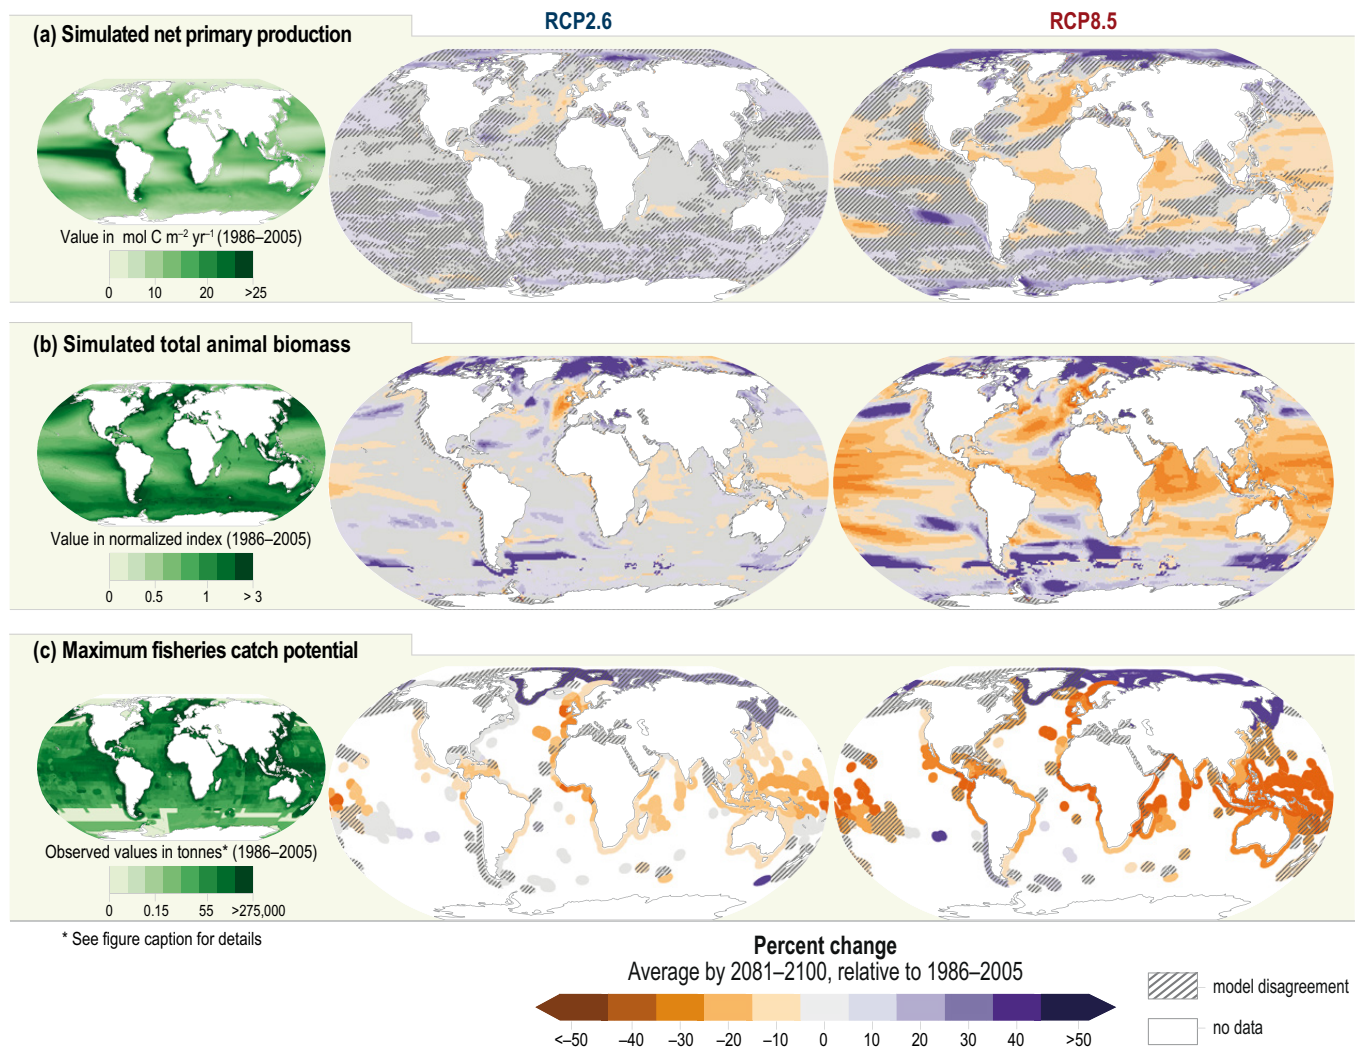 RCP2.6
RCP8.5
(a) Simulated net primary production
Value in mol C m⁻² yr⁻¹ (1986–2005)
0 10 20 >25
(b) Simulated total animal biomass
Value in normalized index (1986–2005)
0 0.5 1 > 3
(c) Maximum fisheries catch potential
Observed values in tonnes* (1986–2005)
0 0.15 55 >275,000
* See figure caption for details
Percent change
Average by 2081–2100, relative to 1986–2005
<–50 –40 –30 –20 –10 0 10 20 30 40 >50
model disagreement
no data